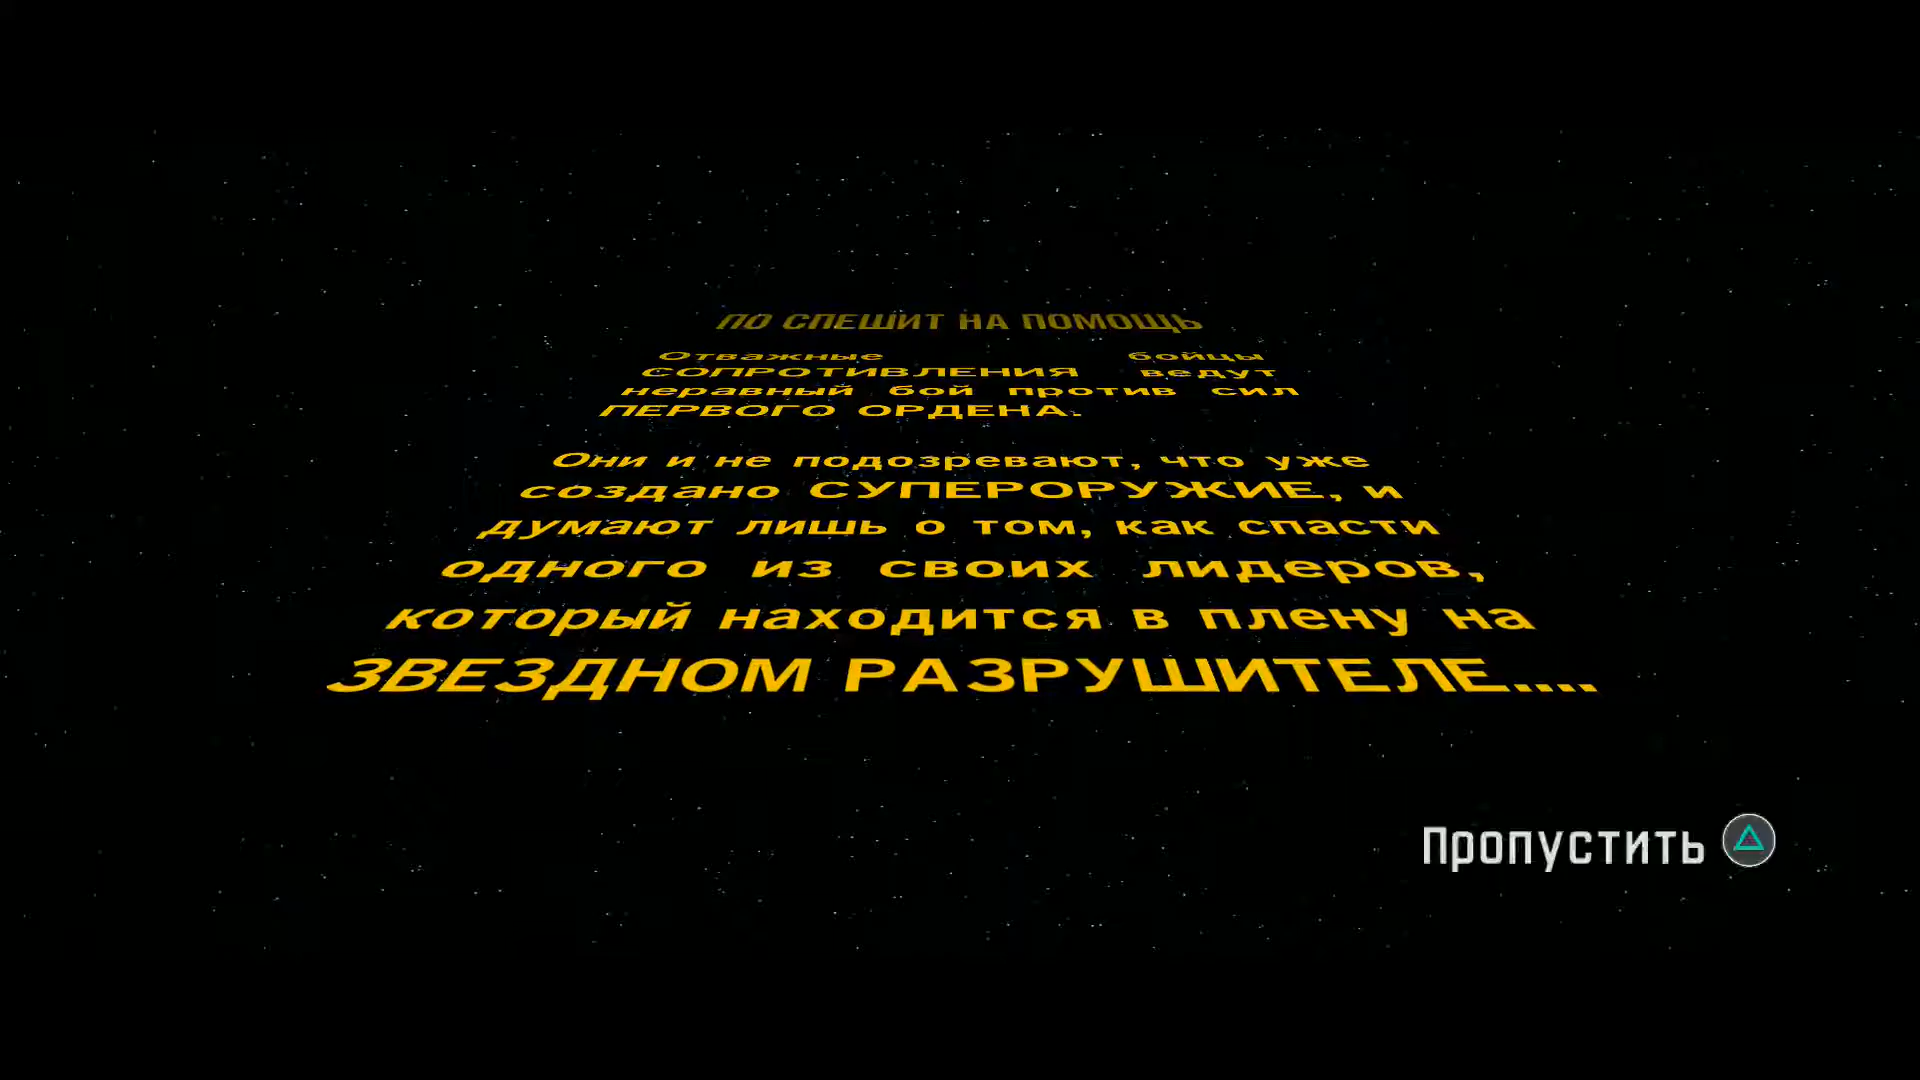 ПО СПЕШИТ НА ПОМОЩЬ
Отважные бойцы
СОПРОТИВЛЕНИЯ ведут
неравный бой против сил
ПЕРВОГО ОРДЕНА.
Они и не подозревают, что уже
создано СУПЕРОРУЖИЕ, и
думают лишь о том, как спасти
одного из своих лидеров,
который находится в плену на
ЗВЕЗДНОМ РАЗРУШИТЕЛЕ....
Пропустить